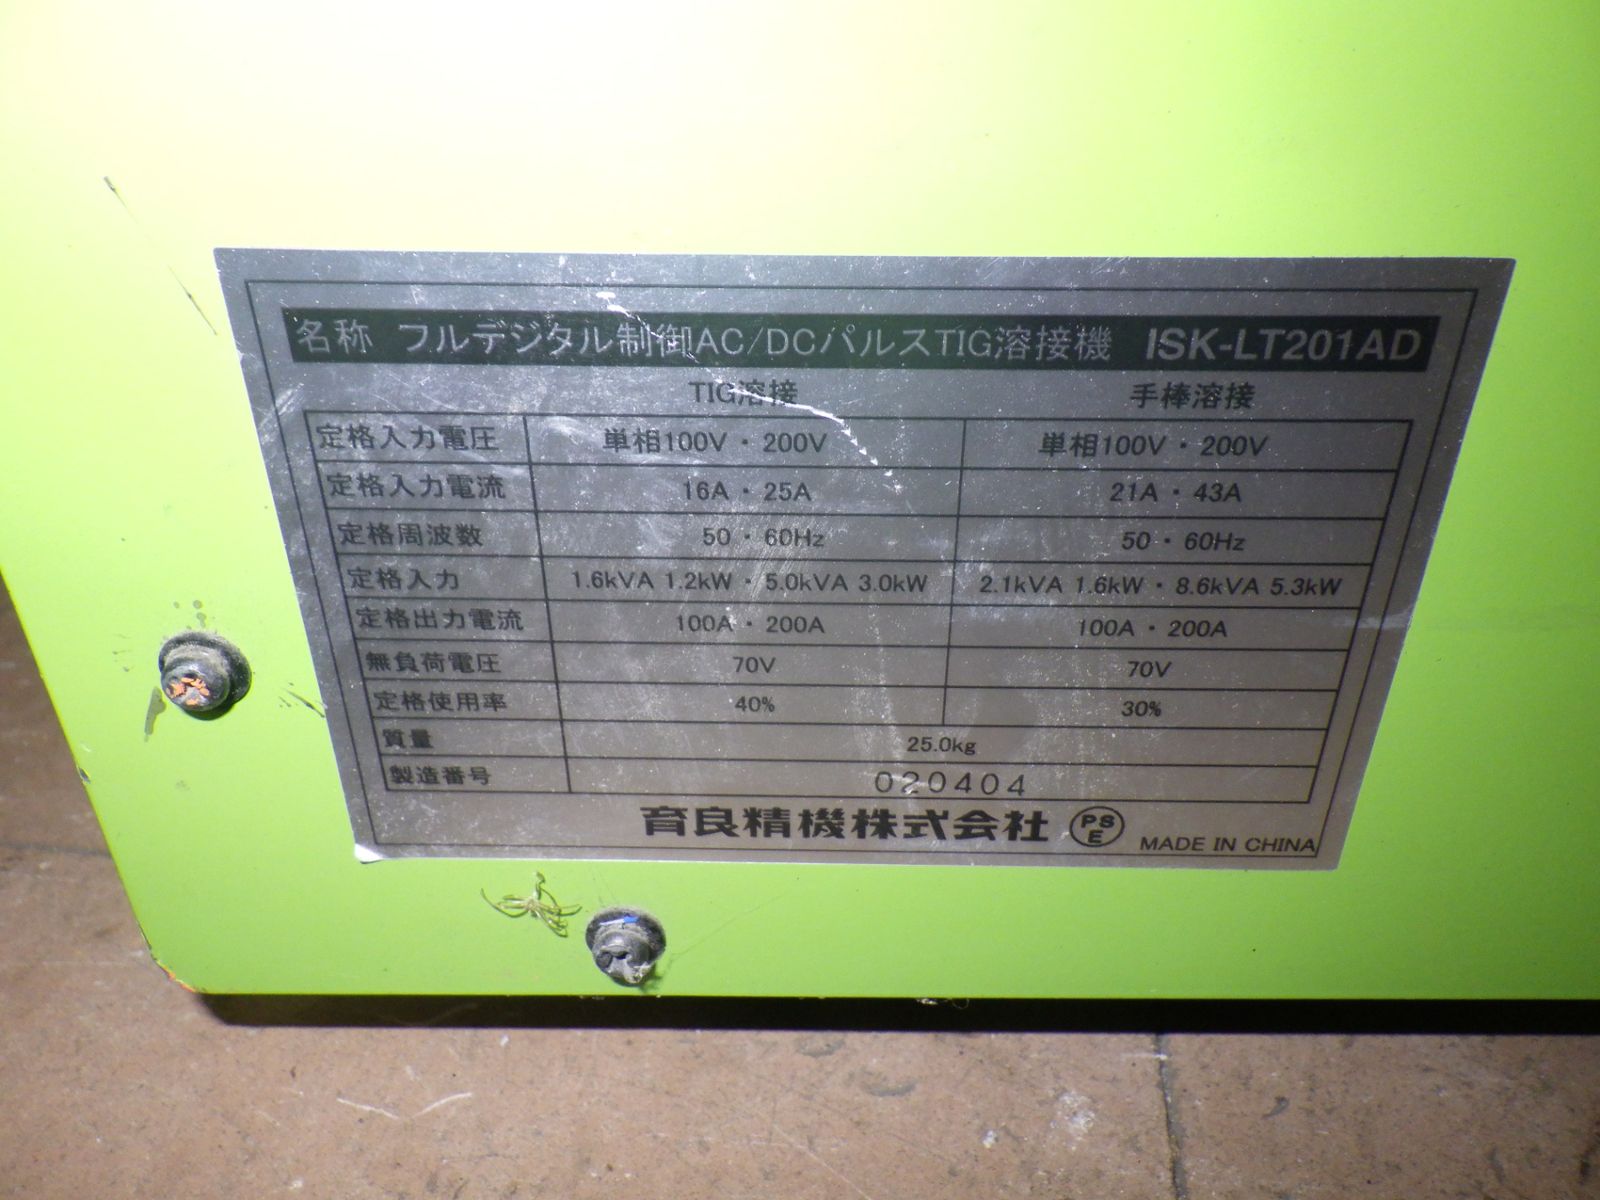 名称 フルデジタル制御AC/DCパルスTIG溶接機 ISK-LT201AD
TIG溶接 手棒溶接
定格入力電圧 単相100V・200V 単相100V・200V
定格入力電流 16A・25A 21A・43A
定格周波数 50・60Hz 50・60Hz
定格入力 1.6kVA 1.2kW・5.0kVA 3.0kW 2.1kVA 1.6kW・8.6kVA 5.3kW
定格出力電流 100A・200A 100A・200A
無負荷電圧 70V 70V
定格使用率 40% 30%
質量 25.0kg
製造番号 020404
育良精機株式会社 PSE MADE IN CHINA